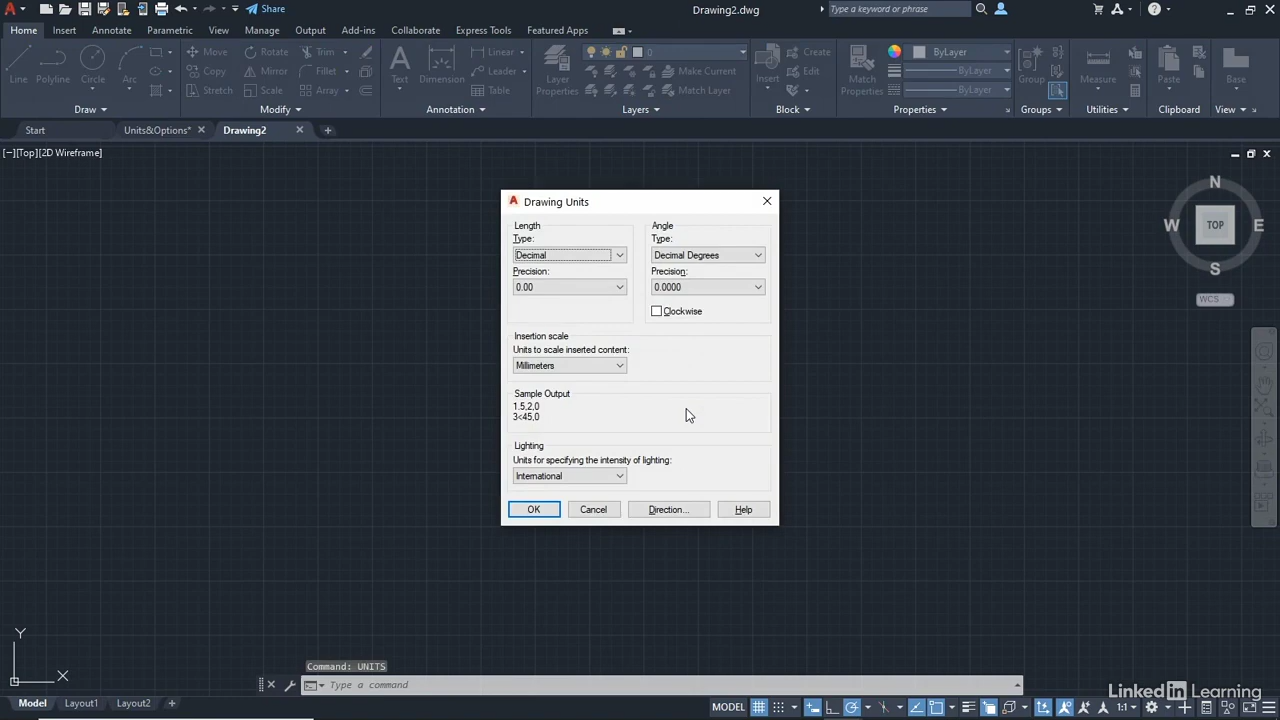 Share
Drawing2.dwg
Type a keyword or phrase
Home
Insert
Annotate
Parametric
View
Manage
Output
Add-ins
Collaborate
Express Tools
Featured Apps
Line
Polyline
Circle
Arc
Move
Rotate
Trim
Copy
Mirror
Fillet
Stretch
Scale
Array
Text
Dimension
Linear
Leader
Table
Layer
Properties
0
Make Current
Match Layer
Insert
Create
Edit
Match
Properties
ByLayer
ByLayer
ByLayer
Group
Measure
Paste
Base
Draw
Modify
Annotation
Layers
Block
Properties
Groups
Utilities
Clipboard
View
Start
Units&Options*
Drawing2
[−][Top][2D Wireframe]
N
W
TOP
E
S
WCS
Drawing Units
Length
Type:
Decimal
Precision:
0.00
Angle
Type:
Decimal Degrees
Precision:
0.0000
Clockwise
Insertion scale
Units to scale inserted content:
Millimeters
Sample Output
1.5,2,0
3<45,0
Lighting
Units for specifying the intensity of lighting:
International
OK
Cancel
Direction...
Help
Y
X
Command: UNITS
Type a command
Linked in Learning
Model
Layout1
Layout2
MODEL
1:1